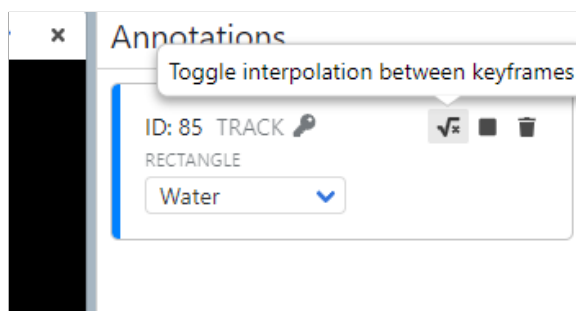 Annotations
Toggle interpolation between keyframes
ID: 85 TRACK
RECTANGLE
Water